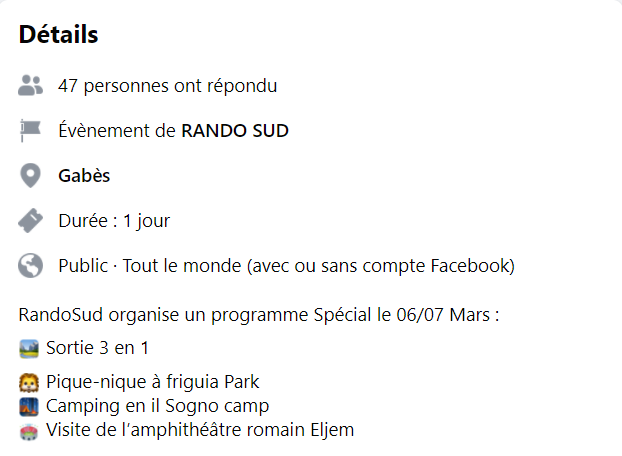 Détails
47 personnes ont répondu
Évènement de RANDO SUD
Gabès
Durée : 1 jour
Public · Tout le monde (avec ou sans compte Facebook)
RandoSud organise un programme Spécial le 06/07 Mars :
Sortie 3 en 1
Pique-nique à friguia Park
Camping en il Sogno camp
Visite de l’amphithéâtre romain Eljem